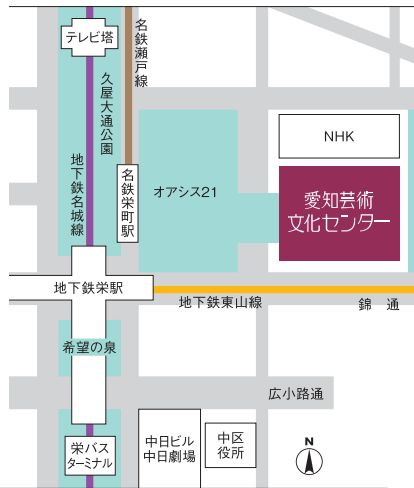 テレビ塔
名鉄瀬戸線
久屋大通公園
NHK
地下鉄名城線
名鉄栄町駅
オアシス21
愛知芸術
文化センター
地下鉄栄駅
地下鉄東山線
錦通
希望の泉
広小路通
栄バス
ターミナル
中日ビル
中日劇場
中区
役所
N